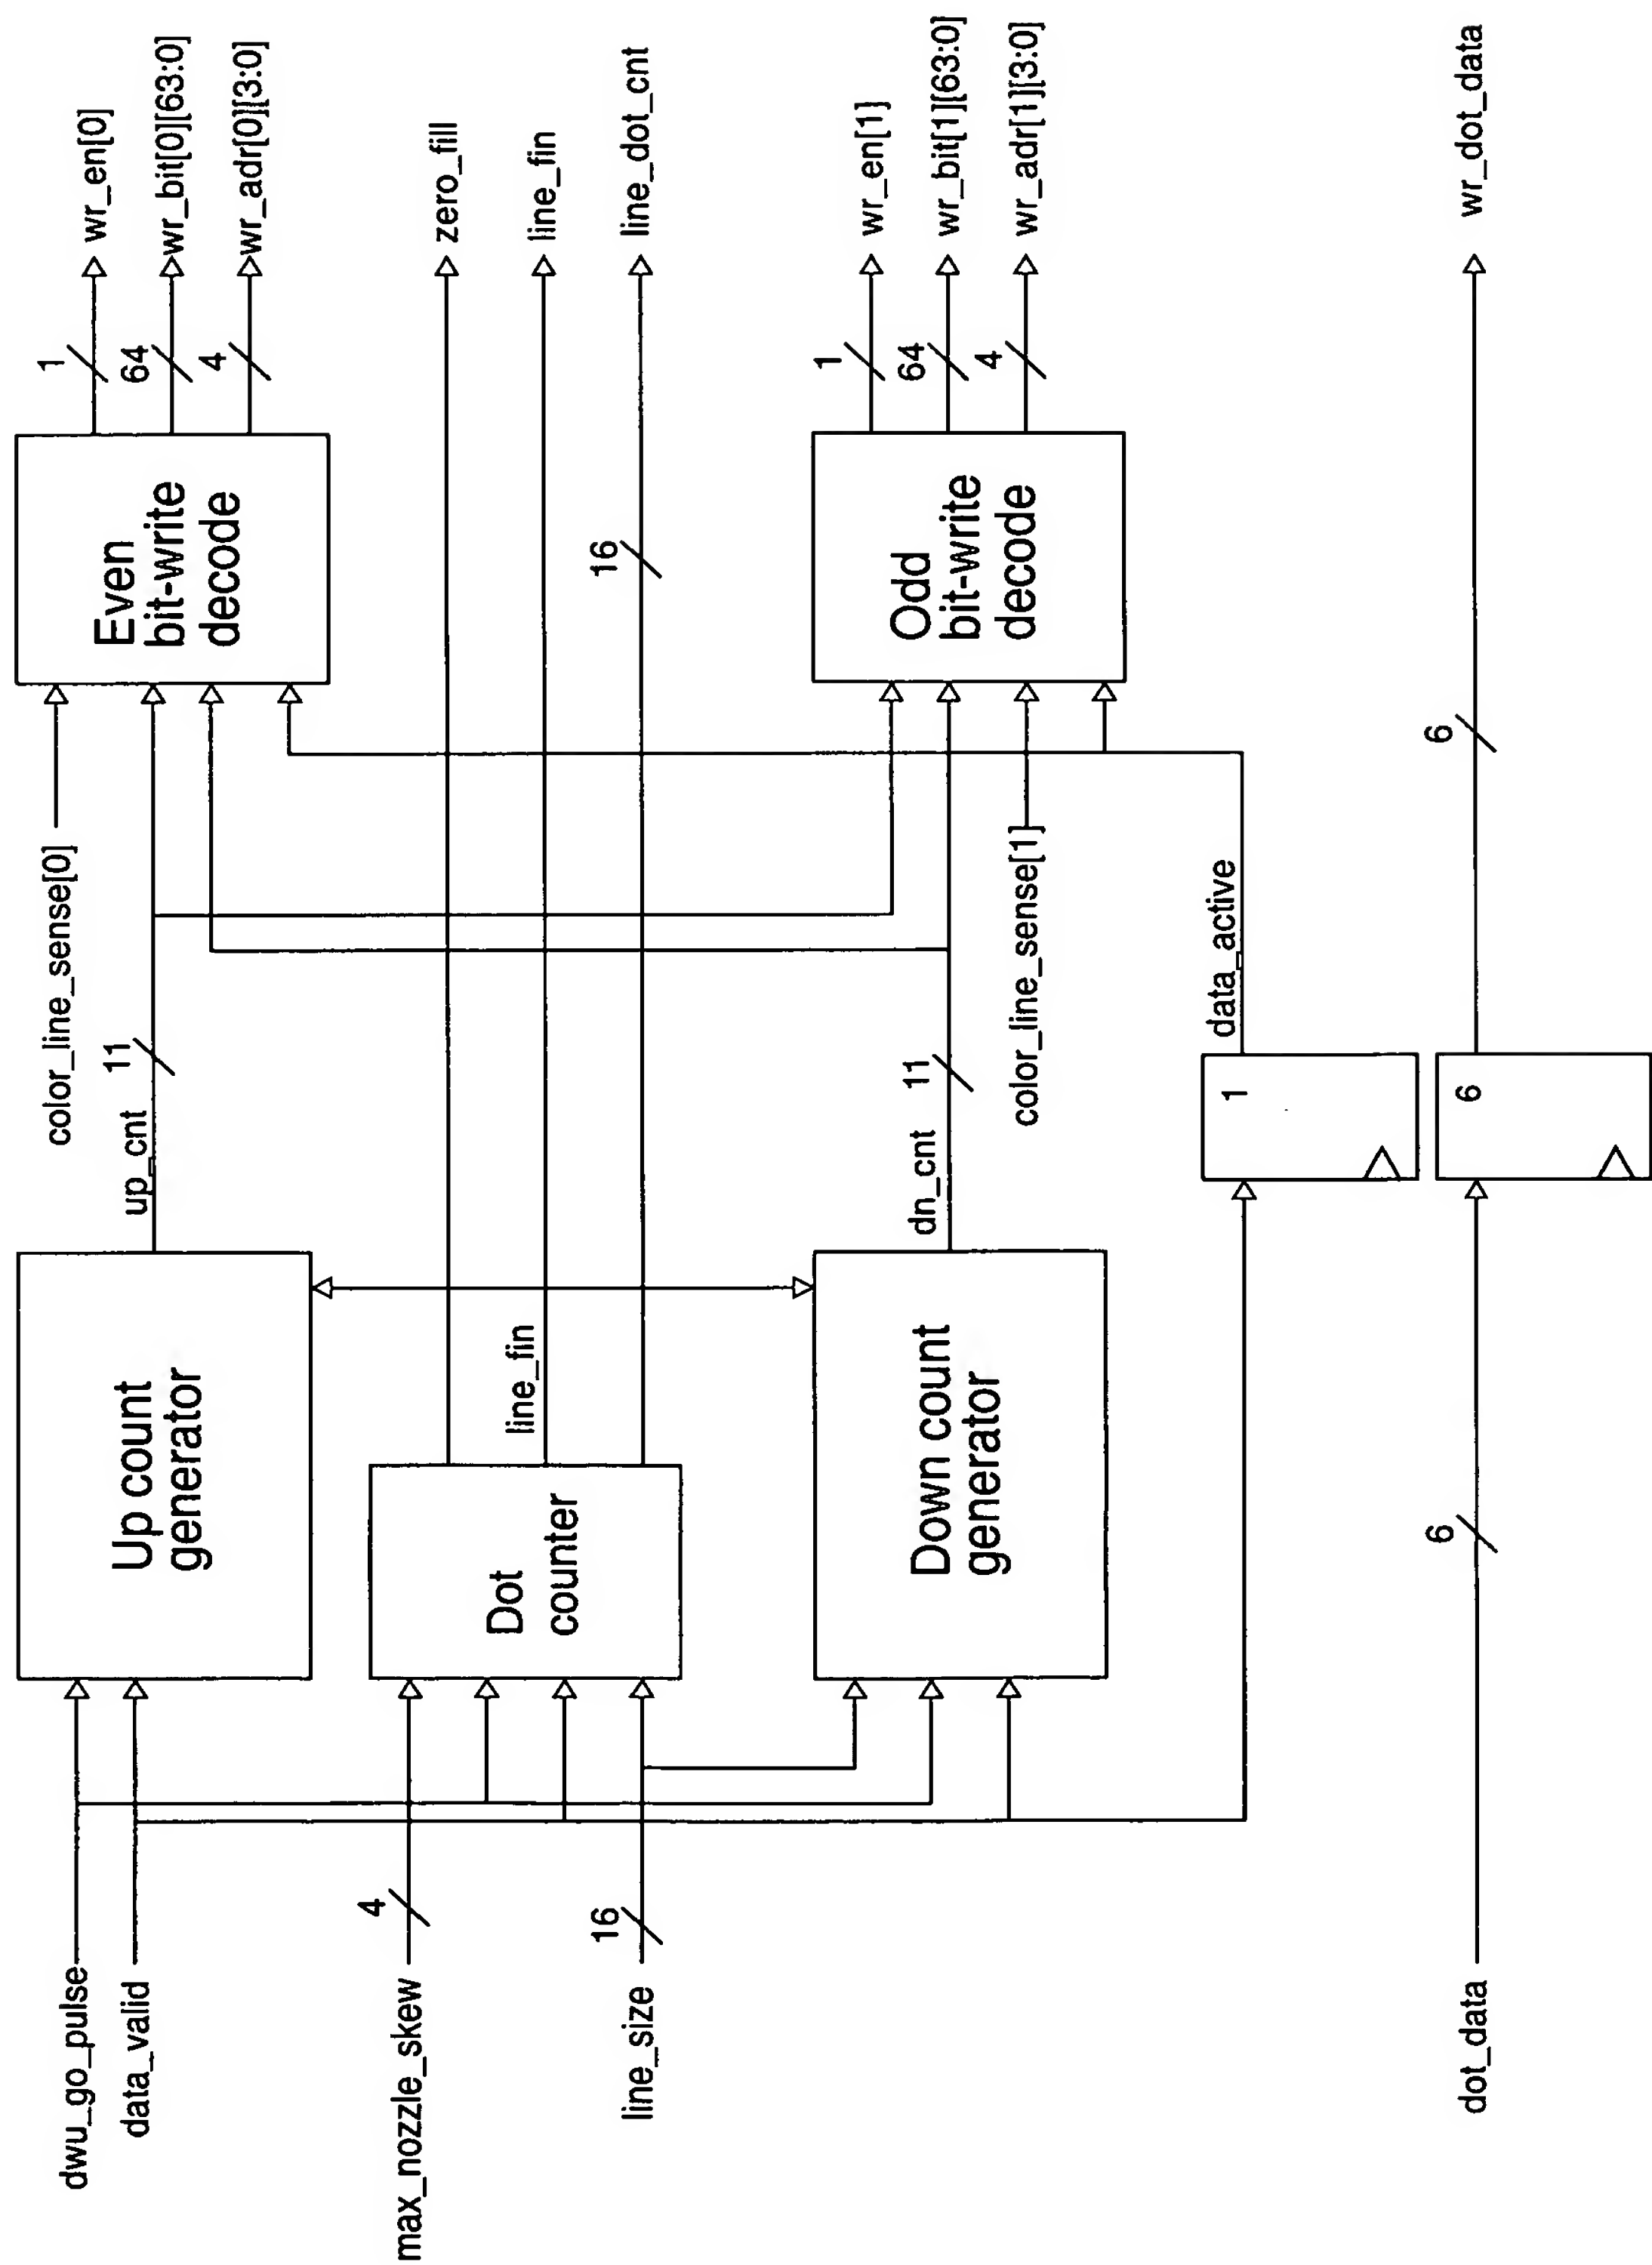 dwu_go_pulse
data_valid
max_nozzle_skew
4
line_size
16
dot_data
6
Up count
generator
Dot
counter
Down count
generator
line_fin
up_cnt
11
dn_cnt
11
1
6
data_active
color_line_sense[0]
color_line_sense[1]
Even
bit-write
decode
Odd
bit-write
decode
16
6
1
64
4
1
64
4
wr_en[0]
wr_bit[0][63:0]
wr_adr[0][3:0]
zero_fill
line_fin
line_dot_cnt
wr_en[1]
wr_bit[1][63:0]
wr_adr[1][3:0]
wr_dot_data